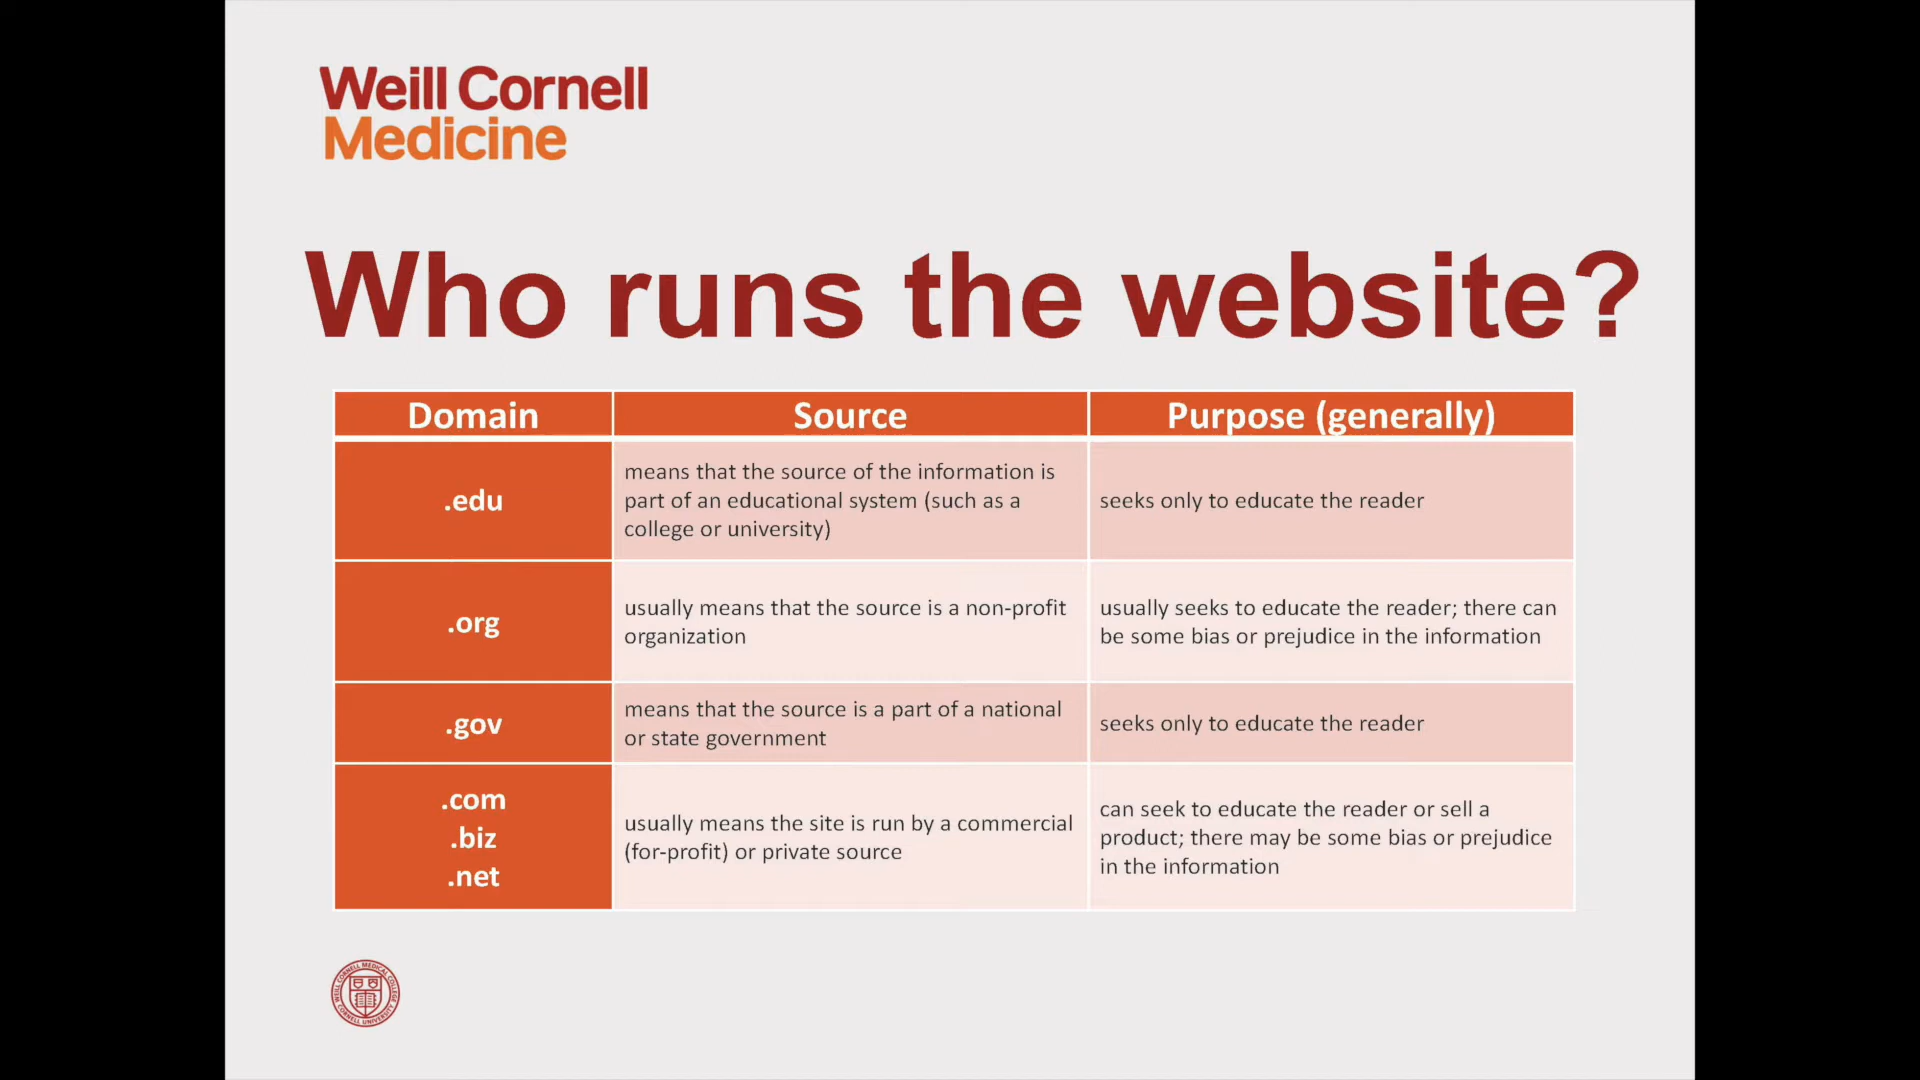 Weill Cornell
Medicine
Who runs the website?
Domain
Source
Purpose (generally)
.edu
means that the source of the information is
part of an educational system (such as a
college or university)
seeks only to educate the reader
.org
usually means that the source is a non-profit
organization
usually seeks to educate the reader; there can
be some bias or prejudice in the information
.gov
means that the source is a part of a national
or state government
seeks only to educate the reader
.com
.biz
.net
usually means the site is run by a commercial
(for-profit) or private source
can seek to educate the reader or sell a
product; there may be some bias or prejudice
in the information
WEILL CORNELL MEDICAL COLLEGE
CORNELL UNIVERSITY